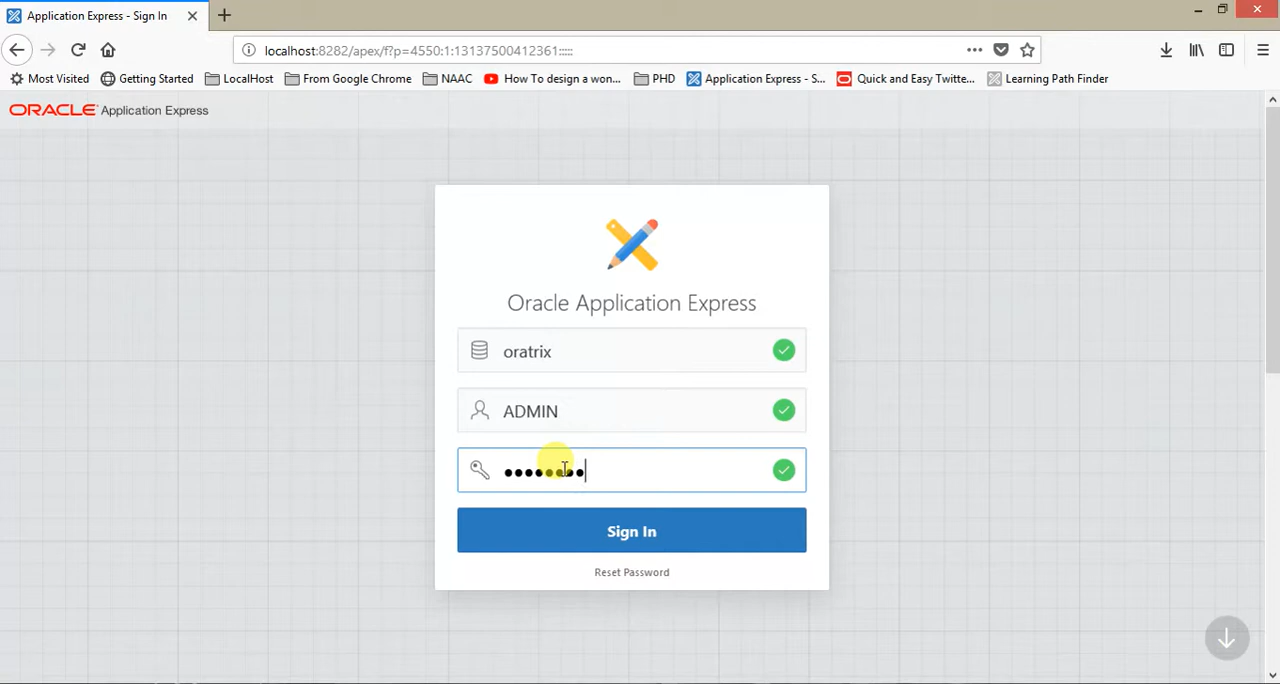 Application Express - Sign In
localhost:8282/apex/f?p=4550:1:13137500412361:::::
Most Visited Getting Started LocalHost From Google Chrome NAAC How To design a won... PHD Application Express - S... Quick and Easy Twitte... Learning Path Finder
ORACLE Application Express
Oracle Application Express
oratrix
ADMIN
Sign In
Reset Password